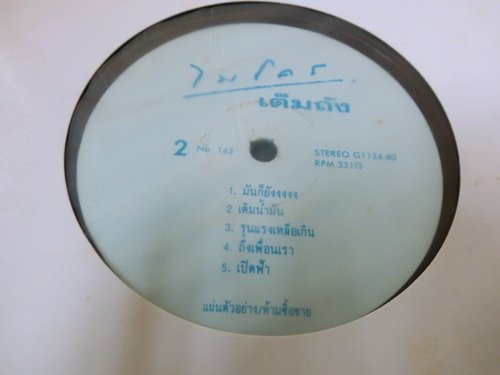 ไมโคร
เต็มถัง
2 No. 143 STEREO G1124-80
RPM.331/3
1. มันก็ยังงงงงง
2 เติมน้ำมัน
3. รุนแรงเหลือเกิน
4. ถึงเพื่อนเรา
5. เปิดฟ้า
แผ่นตัวอย่าง/ห้ามซื้อขาย